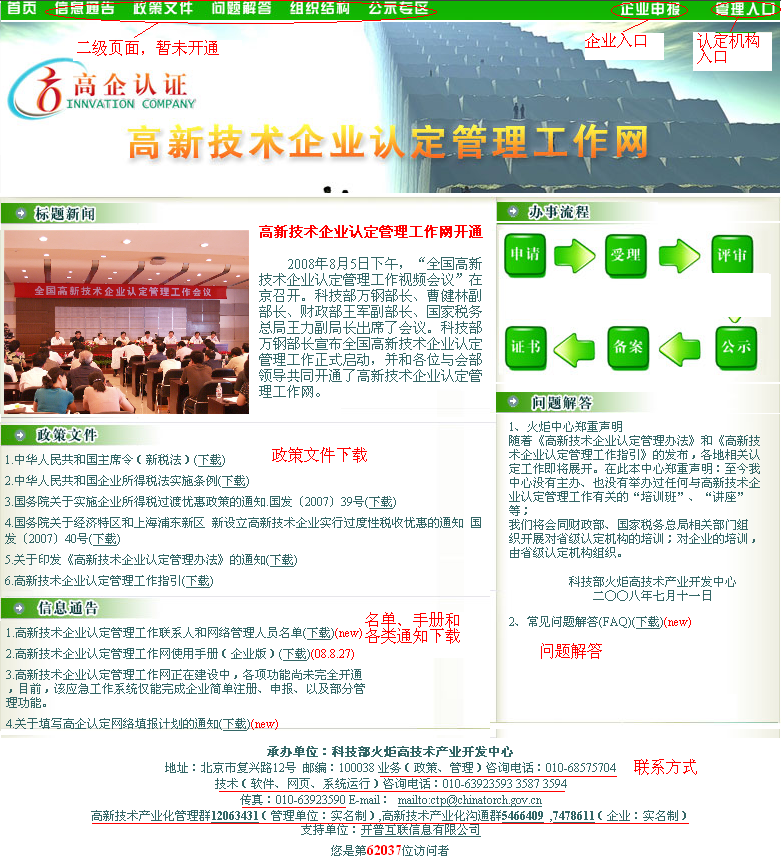 首页 信息通告 政策文件 问题解答 组织结构 公示专区 企业申报 管理入口
二级页面，暂未开通
企业入口
认定机构
入口
高企认证
INNVATION COMPANY
高新技术企业认定管理工作网
标题新闻
全国高新技术企业认定管理工作会议
高新技术企业认定管理工作网开通
2008年8月5日下午，“全国高新
技术企业认定管理工作视频会议”在
京召开。科技部万钢部长、曹健林副
部长、财政部王军副部长、国家税务
总局王力副局长出席了会议。科技部
万钢部长宣布全国高新技术企业认定
管理工作正式启动，并和各位与会部
领导共同开通了高新技术企业认定管
理工作网。
办事流程
申请 受理 评审
证书 备案 公示
政策文件
政策文件下载
1.中华人民共和国主席令（新税法）(下载)
2.中华人民共和国企业所得税法实施条例(下载)
3.国务院关于实施企业所得税过渡优惠政策的通知.国发〔2007〕39号(下载)
4.国务院关于经济特区和上海浦东新区 新设立高新技术企业实行过度性税收优惠的通知 国
发〔2007〕40号(下载)
5.关于印发《高新技术企业认定管理办法》的通知(下载)
6.高新技术企业认定管理工作指引(下载)
信息通告
名单、手册和
各类通知下载
1.高新技术企业认定管理工作联系人和网络管理人员名单(下载)(new)
2.高新技术企业认定管理工作网使用手册（企业版）(下载)(08.8.27)
3.高新技术企业认定管理工作网正在建设中，各项功能尚未完全开通
，目前，该应急工作系统仅能完成企业简单注册、申报、以及部分管
理功能。
4.关于填写高企认定网络填报计划的通知(下载)(new)
问题解答
1、火炬中心郑重声明
随着《高新技术企业认定管理办法》和《高新技
术企业认定管理工作指引》的发布，各地相关认
定工作即将展开。在此本中心郑重声明：至今我
中心没有主办、也没有举办过任何与高新技术企
业认定管理工作有关的“培训班”、“讲座”
等；
我们将会同财政部、国家税务总局相关部门组
织开展对省级认定机构的培训；对企业的培训，
由省级认定机构组织。
科技部火炬高技术产业开发中心
二〇〇八年七月十一日
2、常见问题解答(FAQ)(下载)(new)
问题解答
承办单位：科技部火炬高技术产业开发中心
地址：北京市复兴路12号 邮编：100038 业务（政策、管理）咨询电话：010-68575704
联系方式
技术（软件、网页、系统运行）咨询电话：010-63923593 3587 3594
传真：010-63923590 E-mail： mailto:ctp@chinatorch.gov.cn
高新技术产业化管理群12063431（管理单位：实名制）,高新技术产业化沟通群5466409 ,7478611（企业：实名制）
支持单位：开普互联信息有限公司
您是第62037位访问者